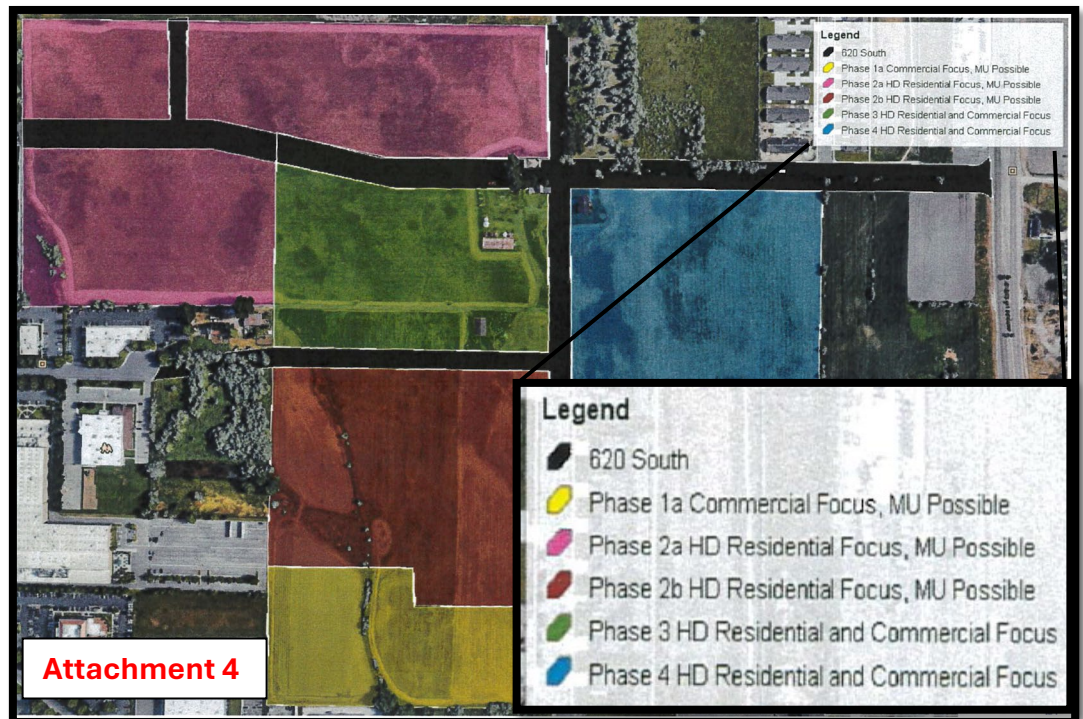 Legend
620 South
Phase 1a Commercial Focus, MU Possible
Phase 2a HD Residential Focus, MU Possible
Phase 2b HD Residential Focus, MU Possible
Phase 3 HD Residential and Commercial Focus
Phase 4 HD Residential and Commercial Focus
Legend
620 South
Phase 1a Commercial Focus, MU Possible
Phase 2a HD Residential Focus, MU Possible
Phase 2b HD Residential Focus, MU Possible
Phase 3 HD Residential and Commercial Focus
Phase 4 HD Residential and Commercial Focus
Attachment 4